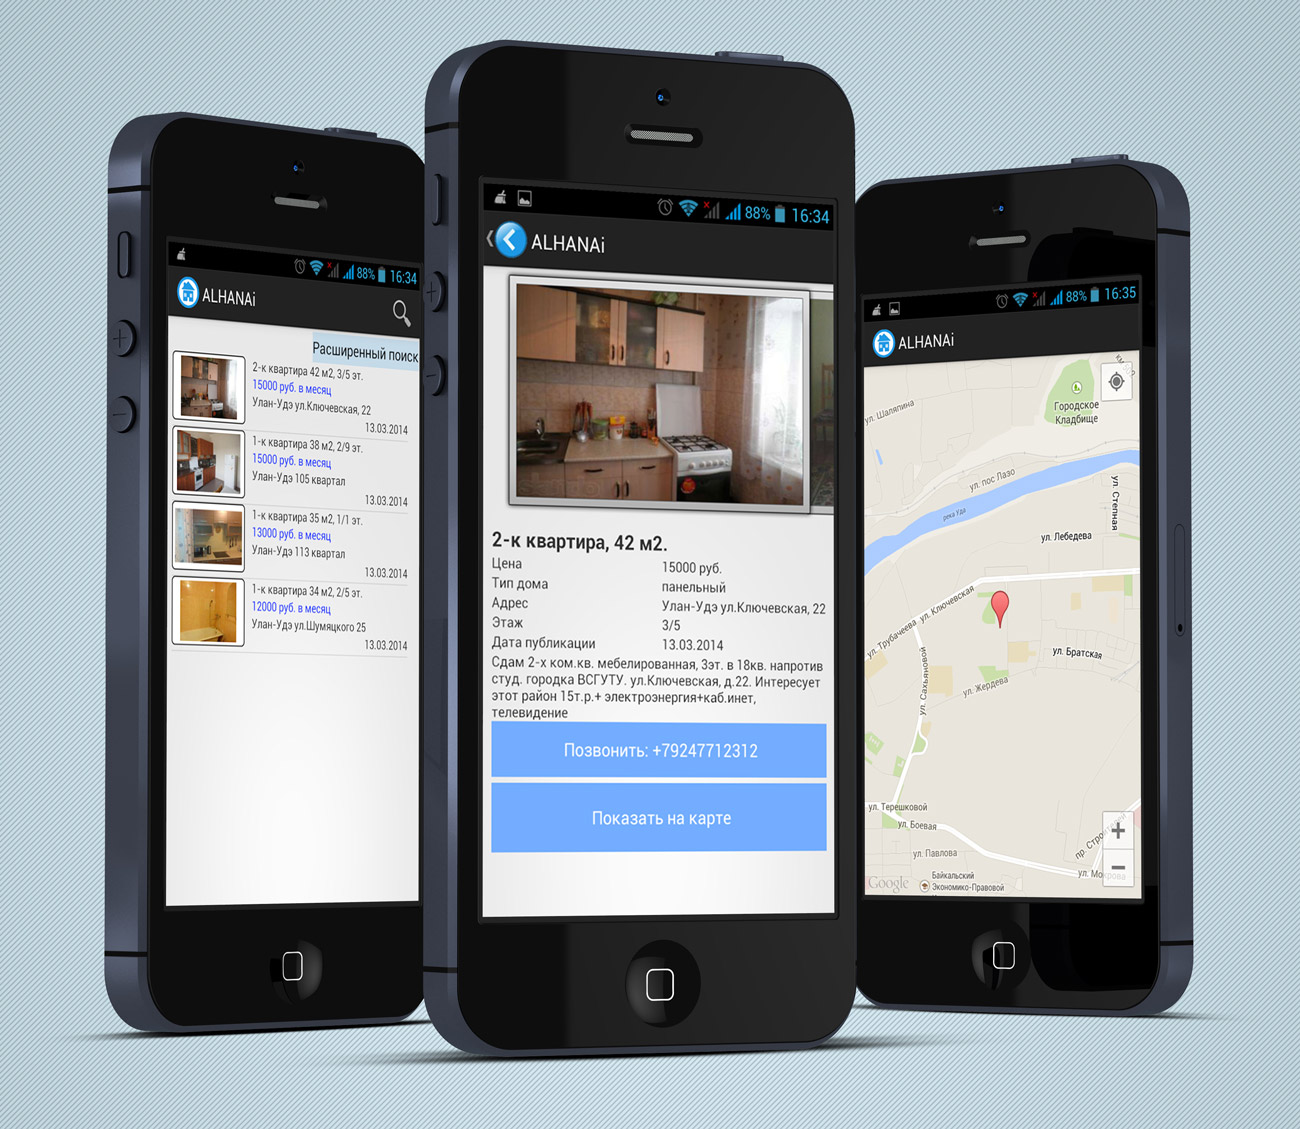 88% 16:34
ALHANAi
Расширенный поиск
2-к квартира 42 м2, 3/5 эт.
15000 руб. в месяц
Улан-Удэ ул.Ключевская, 22
13.03.2014
1-к квартира 38 м2, 2/9 эт.
15000 руб. в месяц
Улан-Удэ 105 квартал
13.03.2014
1-к квартира 35 м2, 1/1 эт.
13000 руб. в месяц
Улан-Удэ 113 квартал
13.03.2014
1-к квартира 34 м2, 2/5 эт.
12000 руб. в месяц
Улан-Удэ ул.Шумяцкого 25
13.03.2014
88% 16:34
ALHANAi
2-к квартира, 42 м2.
Цена 15000 руб.
Тип дома панельный
Адрес Улан-Удэ ул.Ключевская, 22
Этаж 3/5
Дата публикации 13.03.2014
Сдам 2-х ком.кв. мебелированная, 3эт. в 18кв. напротив
студ. городка ВСГУТУ. ул.Ключевская, д.22. Интересует
этот район 15т.р.+ электроэнергия+каб.инет,
телевидение
Позвонить: +79247712312
Показать на карте
88% 16:35
ALHANAi
ул. Шаляпина
Городское
Кладбище
ул. пос Лазо
река Уда
ул. Степная
ул. Лебедева
ул. Ключевская
ул. Трубачеева
ул. Братская
ул. Сахьяновой
ул. Жердева
ул. Терешковой
ул. Боевая
ул. Павлова
пр. Строителей
ул. Мокрова
Google
Байкальский
Экономико-Правовой